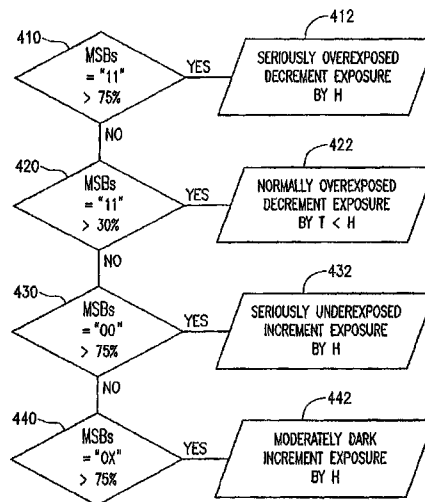 410
MSBs
= "11"
> 75%
YES
412
SERIOUSLY OVEREXPOSED
DECREMENT EXPOSURE
BY H
NO
420
MSBs
= "11"
> 30%
YES
422
NORMALLY OVEREXPOSED
DECREMENT EXPOSURE
BY T < H
NO
430
MSBs
= "00"
> 75%
YES
432
SERIOUSLY UNDEREXPOSED
INCREMENT EXPOSURE
BY H
NO
440
MSBs
= "0X"
> 75%
YES
442
MODERATELY DARK
INCREMENT EXPOSURE
BY H